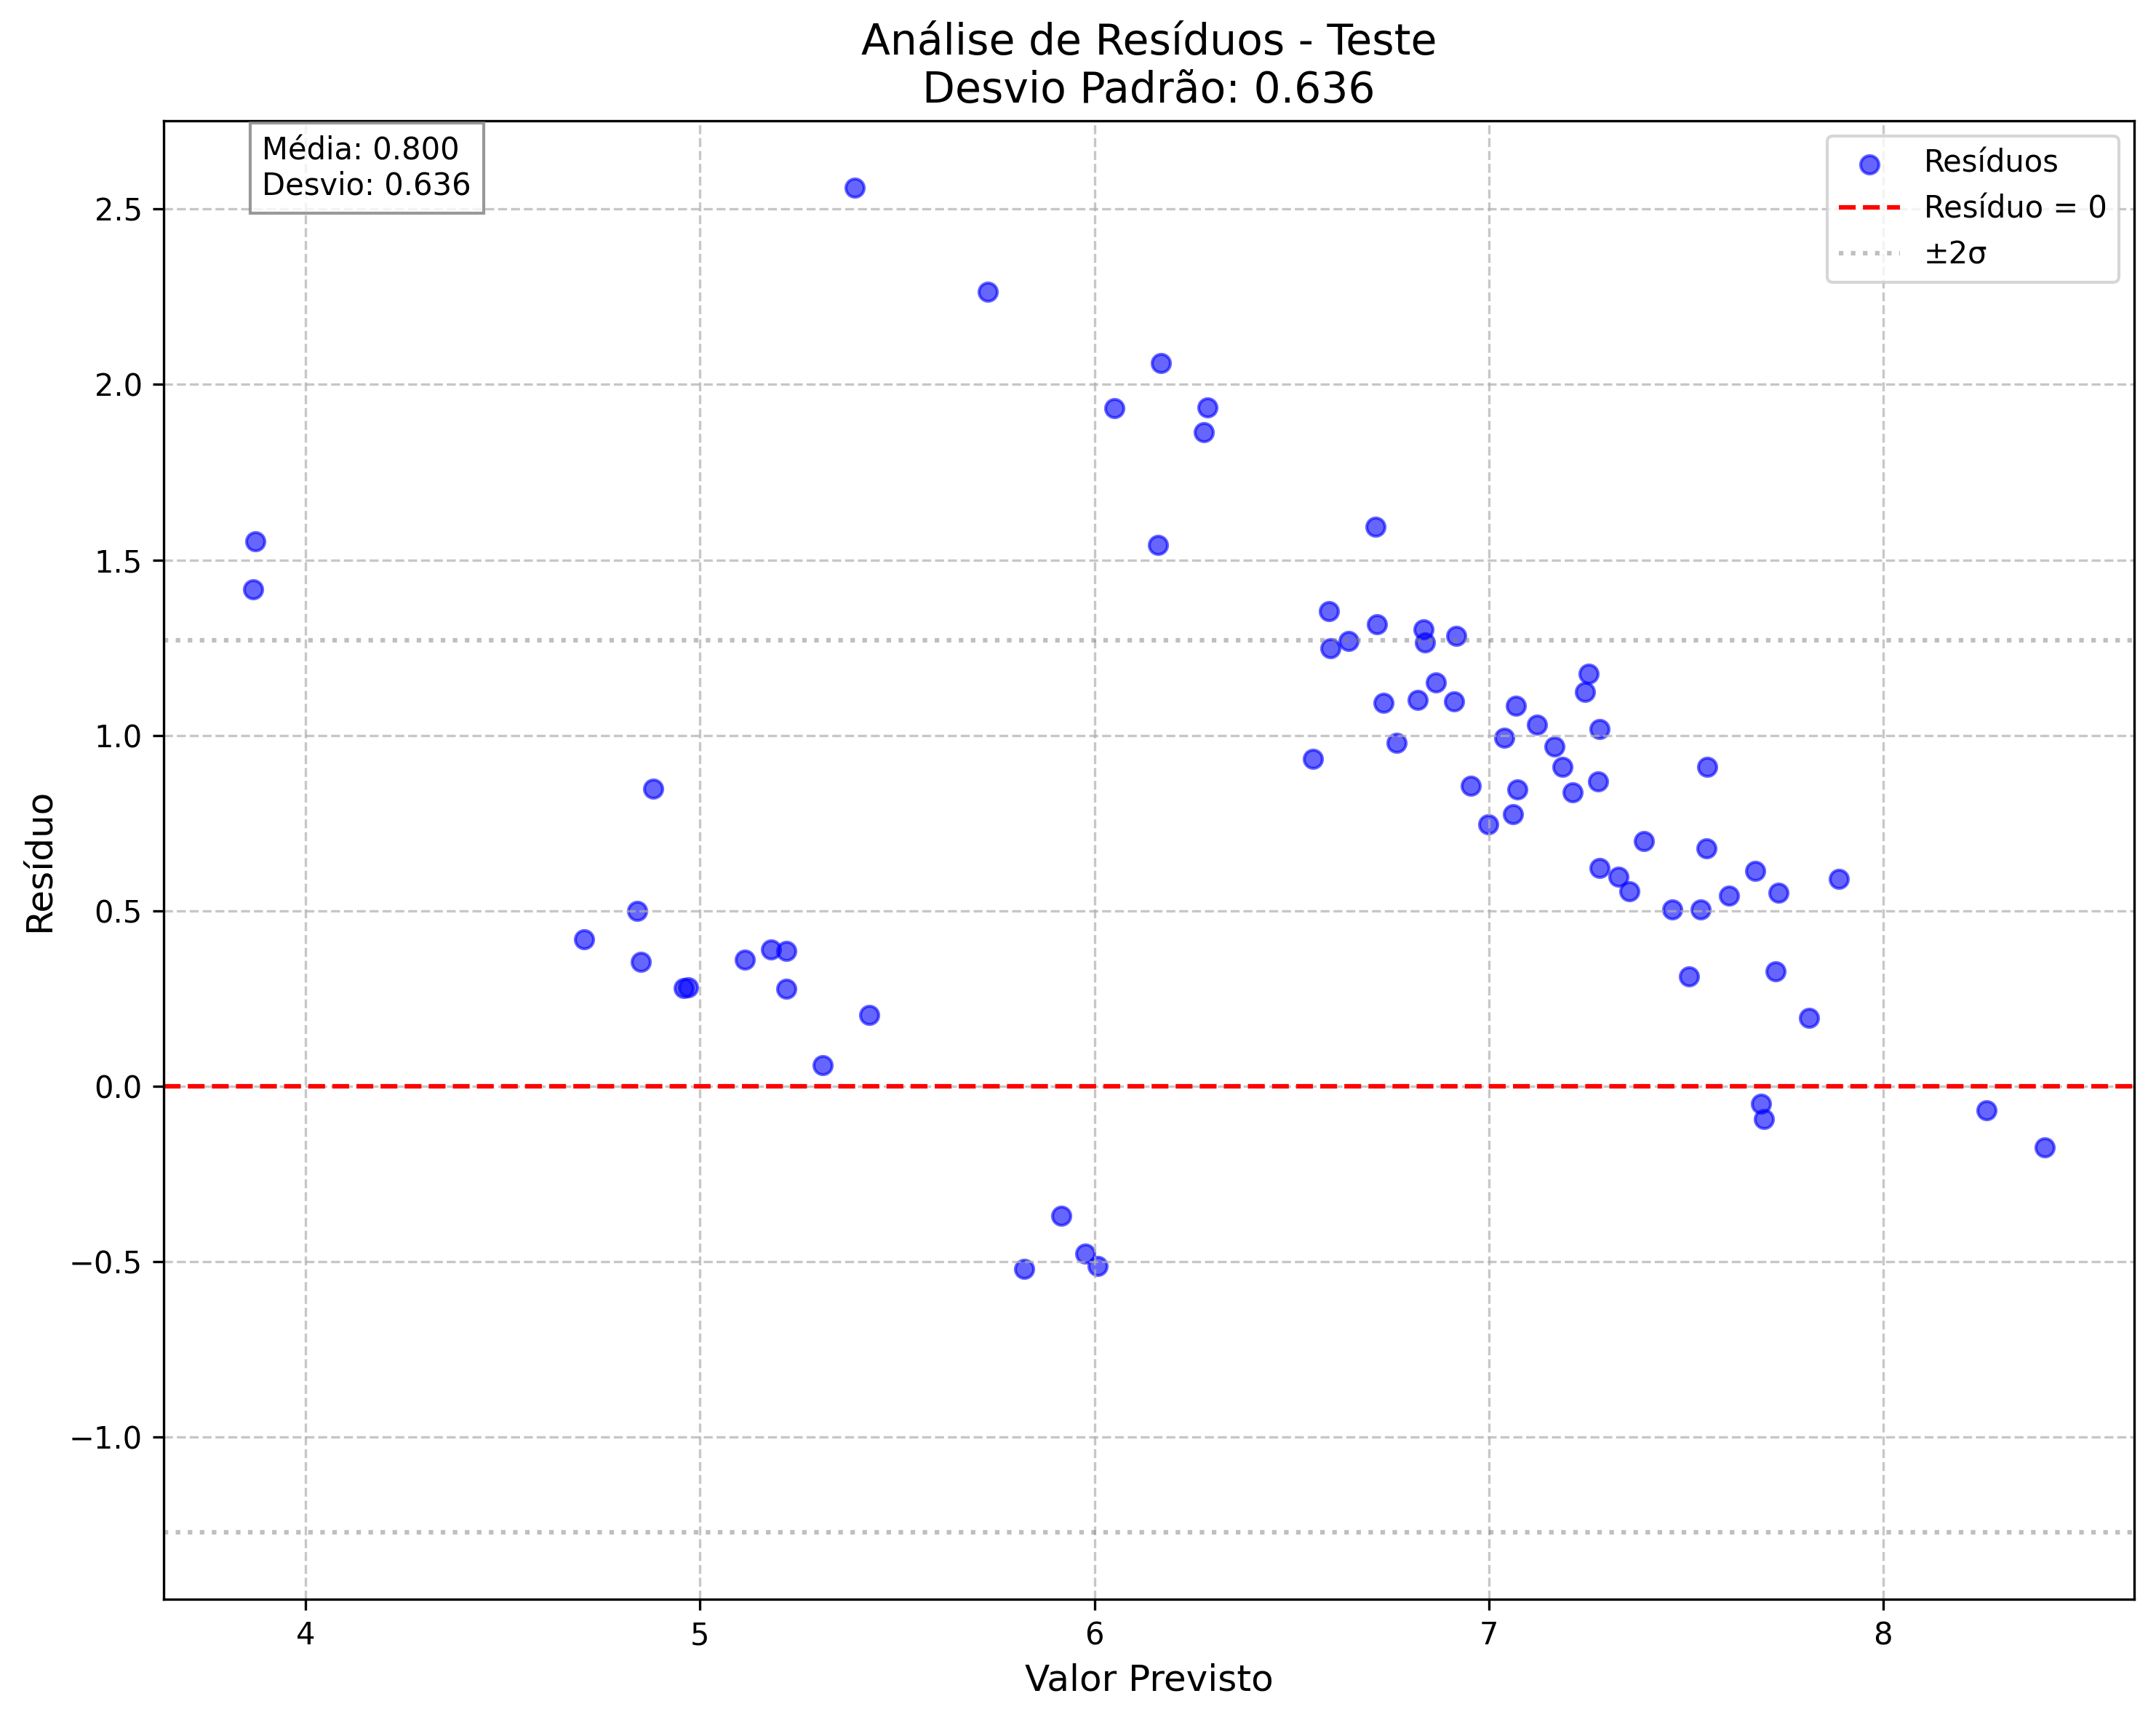 Análise de Resíduos - Teste
Desvio Padrão: 0.636
Média: 0.800
Desvio: 0.636
Resíduos
Resíduo = 0
±2σ
2.5
2.0
1.5
1.0
0.5
0.0
−0.5
−1.0
Resíduo
4 5 6 7 8
Valor Previsto